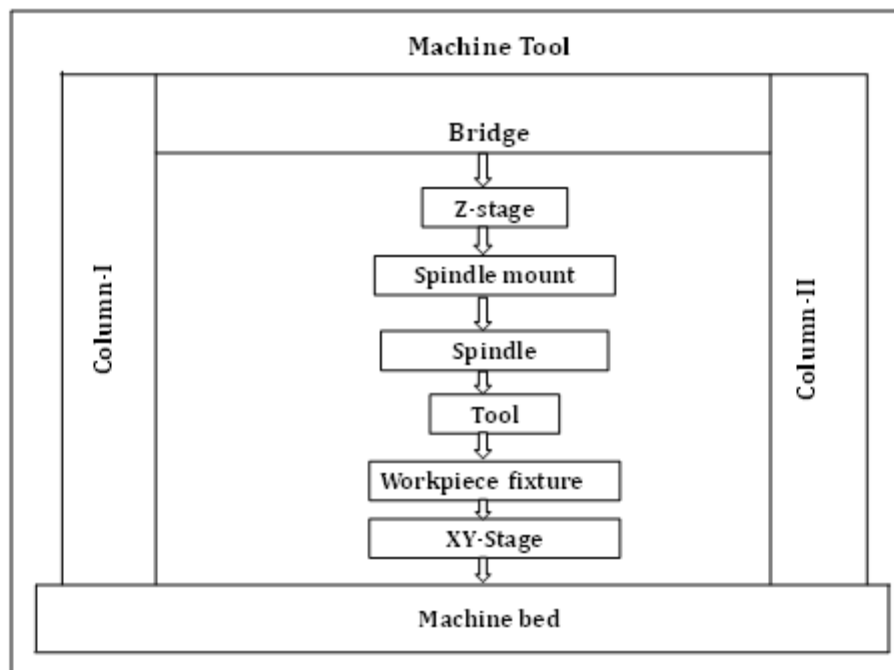 Machine Tool
Bridge
Z-stage
Spindle mount
Column-I
Column-II
Spindle
Tool
Workpiece fixture
XY-Stage
Machine bed